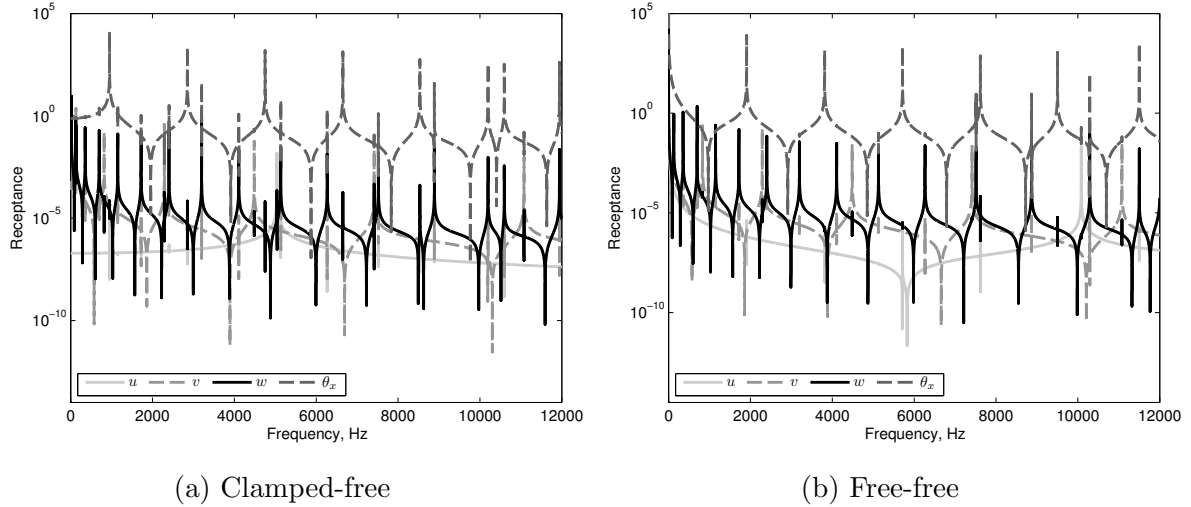 10^5
10^0
10^-5
10^-10
Receptance
0 2000 4000 6000 8000 10000 12000
Frequency, Hz
u v w θ_x
(a) Clamped-free
10^5
10^0
10^-5
10^-10
Receptance
0 2000 4000 6000 8000 10000 12000
Frequency, Hz
u v w θ_x
(b) Free-free